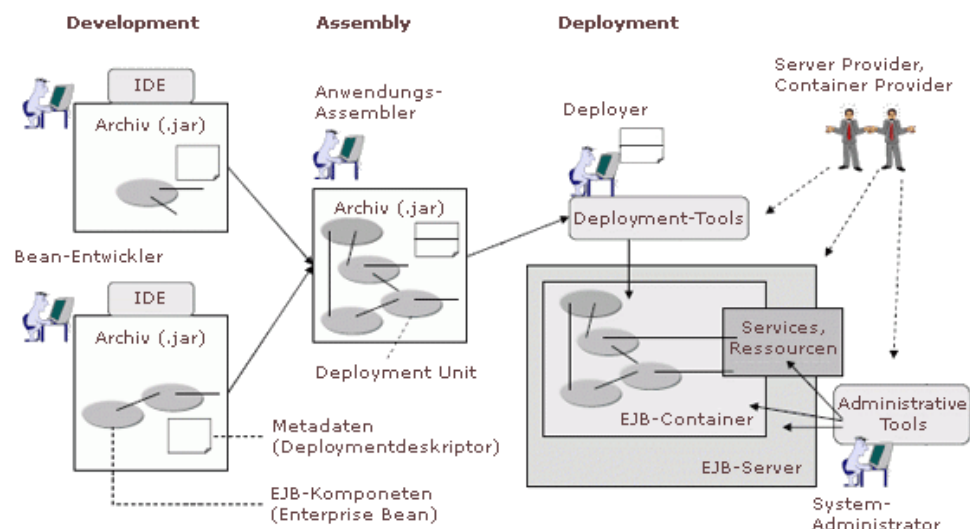 Development
Assembly
Deployment
IDE
Archiv (.jar)
Bean-Entwickler
IDE
Archiv (.jar)
Metadaten
(Deploymentdeskriptor)
EJB-Komponeten
(Enterprise Bean)
Anwendungs-
Assembler
Archiv (.jar)
Deployment Unit
Deployer
Deployment-Tools
Server Provider,
Container Provider
Services,
Ressourcen
EJB-Container
EJB-Server
Administrative
Tools
System-
Administrator